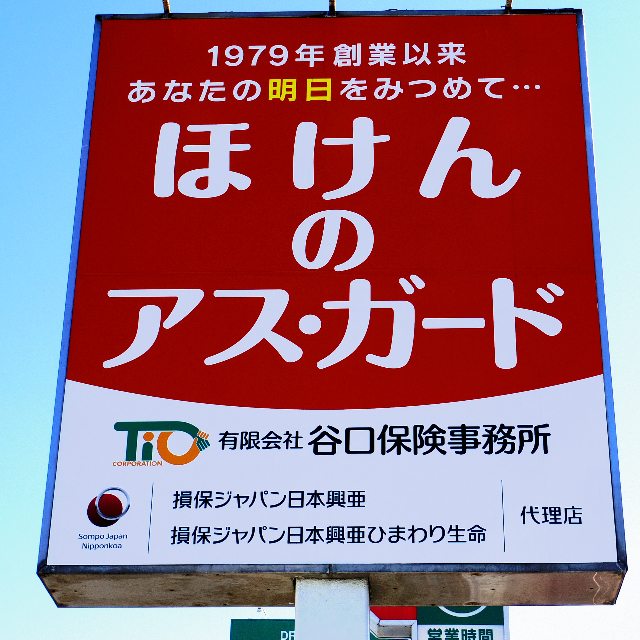 1979年創業以来
あなたの明日をみつめて…
ほけん
の
アス・ガード
TiO
CORPORATION
有限会社 谷口保険事務所
Sompo Japan
Nipponkoa
損保ジャパン日本興亜
損保ジャパン日本興亜ひまわり生命
代理店
営業時間